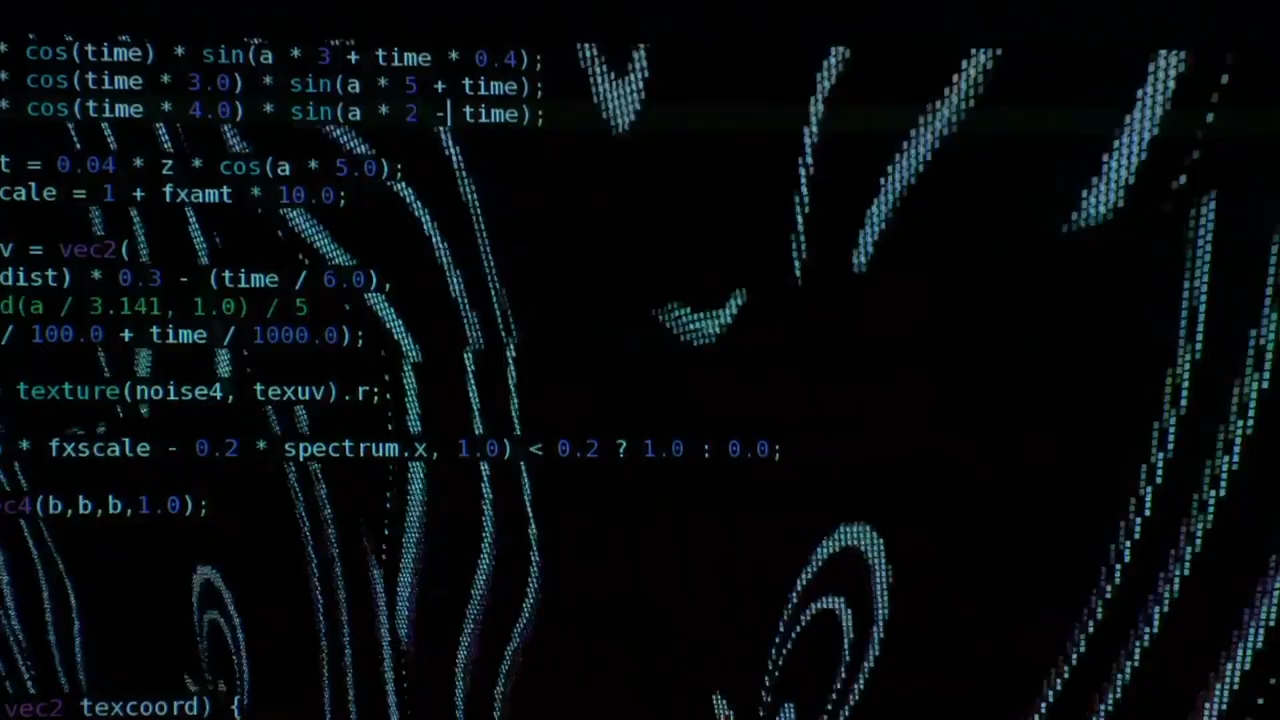 * cos(time) * sin(a * 3 + time * 0.4);
* cos(time * 3.0) * sin(a * 5 + time);
* cos(time * 4.0) * sin(a * 2 - time);
t = 0.04 * z * cos(a * 5.0);
cale = 1 + fxamt * 10.0;
v = vec2(
dist) * 0.3 - (time / 6.0),
d(a / 3.141, 1.0) / 5
/ 100.0 + time / 1000.0);
texture(noise4, texuv).r;
* fxscale - 0.2 * spectrum.x, 1.0) < 0.2 ? 1.0 : 0.0;
c4(b,b,b,1.0);
vec2 texcoord) {